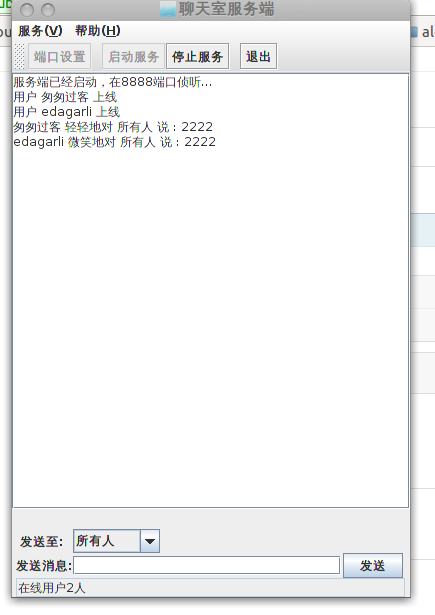 聊天室服务端
服务(V) 帮助(H)
端口设置 启动服务 停止服务 退出
服务端已经启动，在8888端口侦听...
用户 匆匆过客 上线
用户 edagarli 上线
匆匆过客 轻轻地对 所有人 说：2222
edagarli 微笑地对 所有人 说：2222
发送至: 所有人
发送消息: 发送
在线用户2人
al